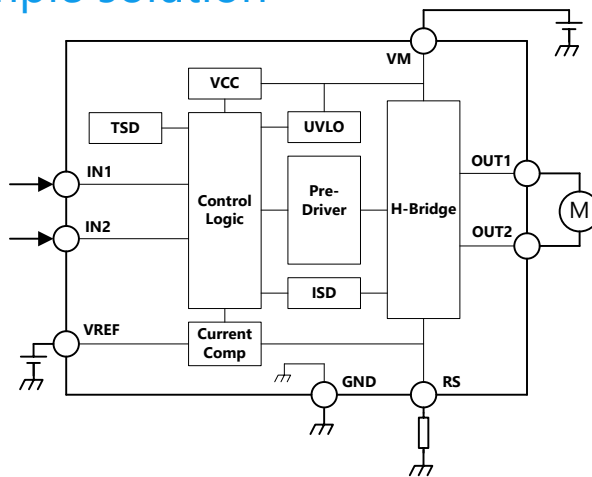 VM
VCC
TSD
UVLO
IN1
OUT1
Control
Logic
Pre-
Driver
H-Bridge
IN2
OUT2
M
ISD
VREF
Current
Comp
GND
RS